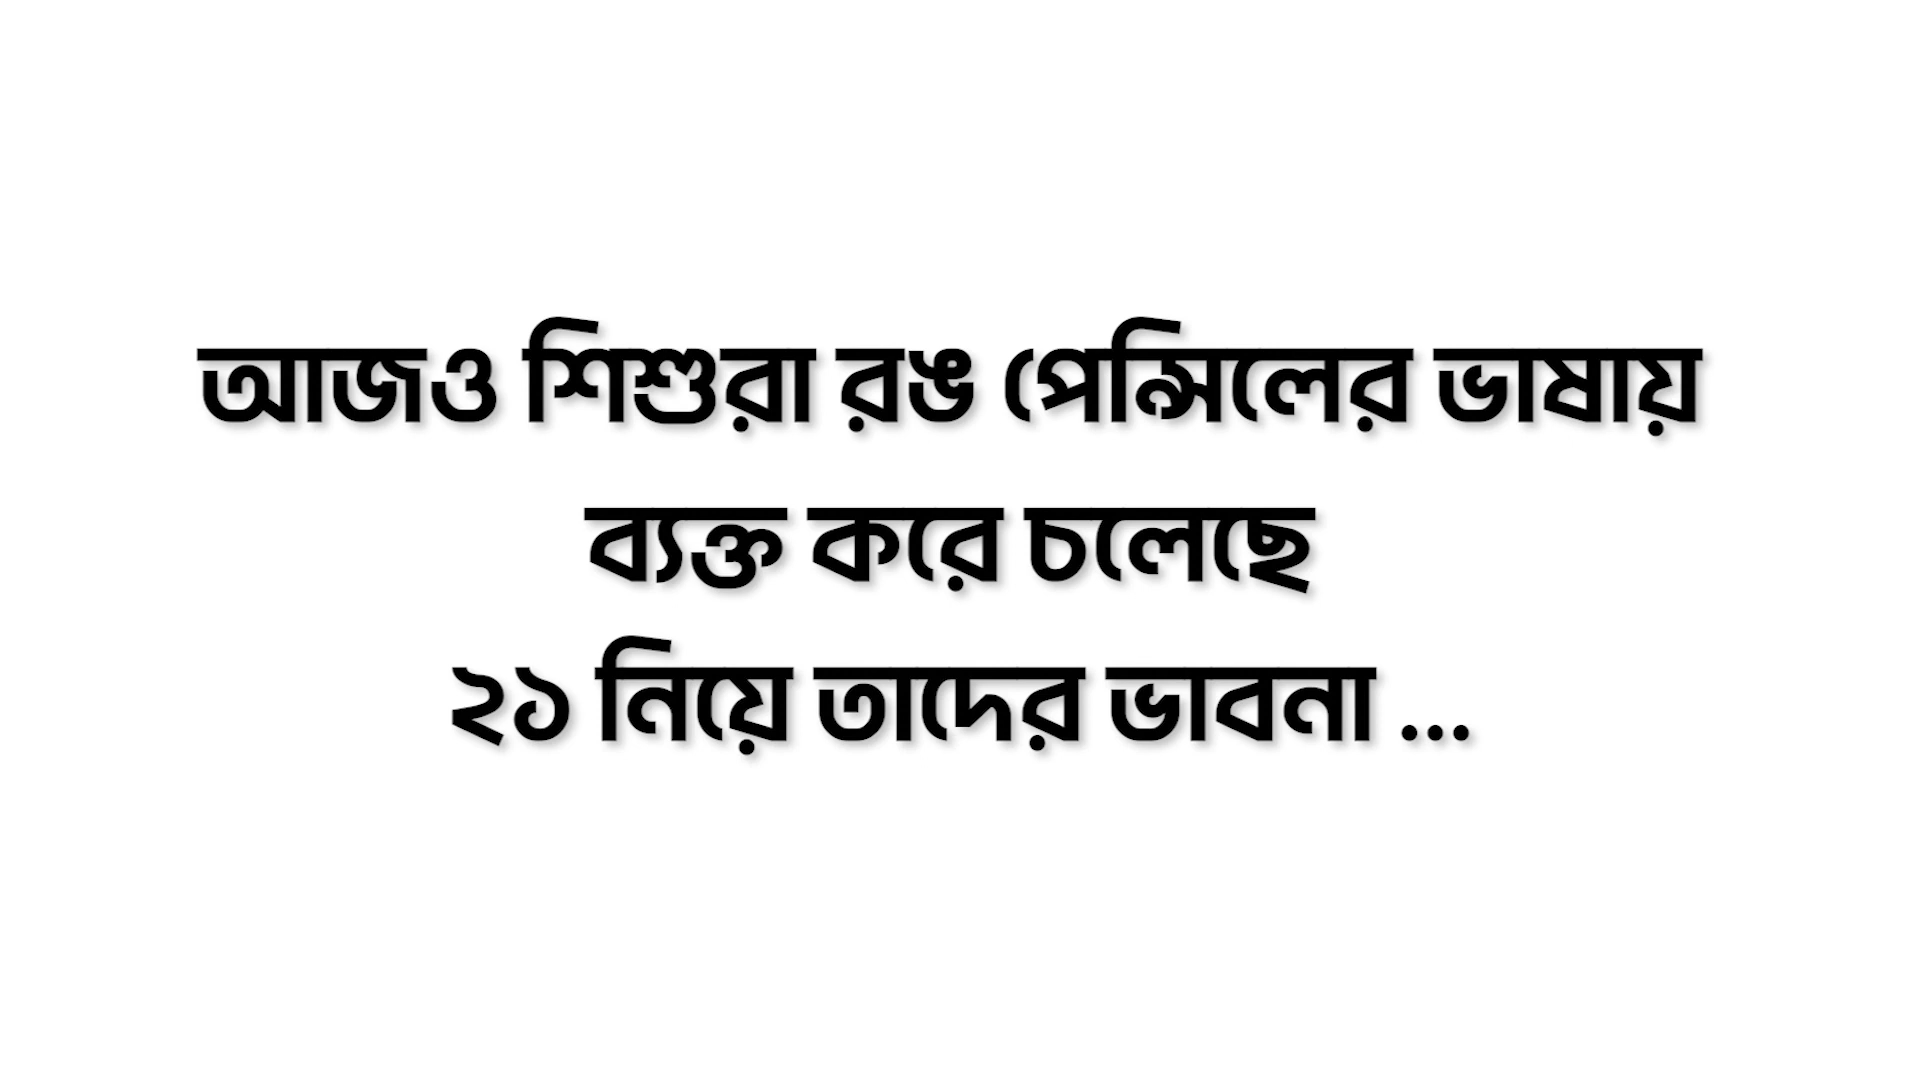 আজও শিশুরা রঙ পেন্সিলের ভাষায়
ব্যক্ত করে চলেছে
২১ নিয়ে তাদের ভাবনা ...